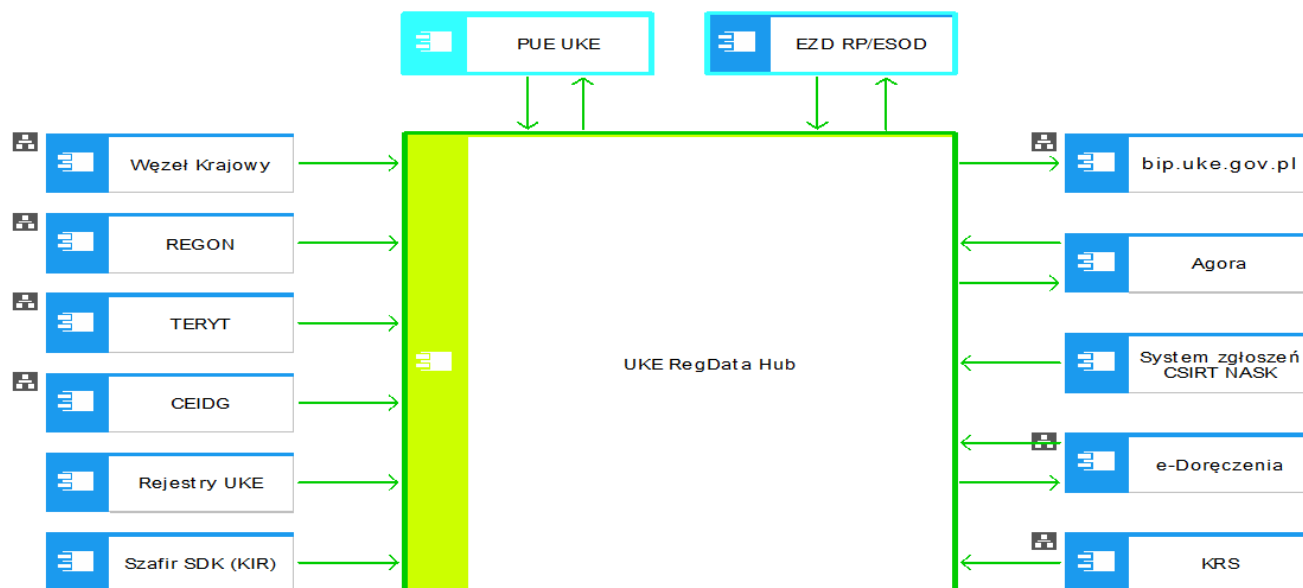 PUE UKE
EZD RP/ESOD
Węzeł Krajowy
REGON
TERYT
CEIDG
Rejestry UKE
Szafir SDK (KIR)
UKE RegData Hub
bip.uke.gov.pl
Agora
System zgłoszeń
CSIRT NASK
e-Doręczenia
KRS